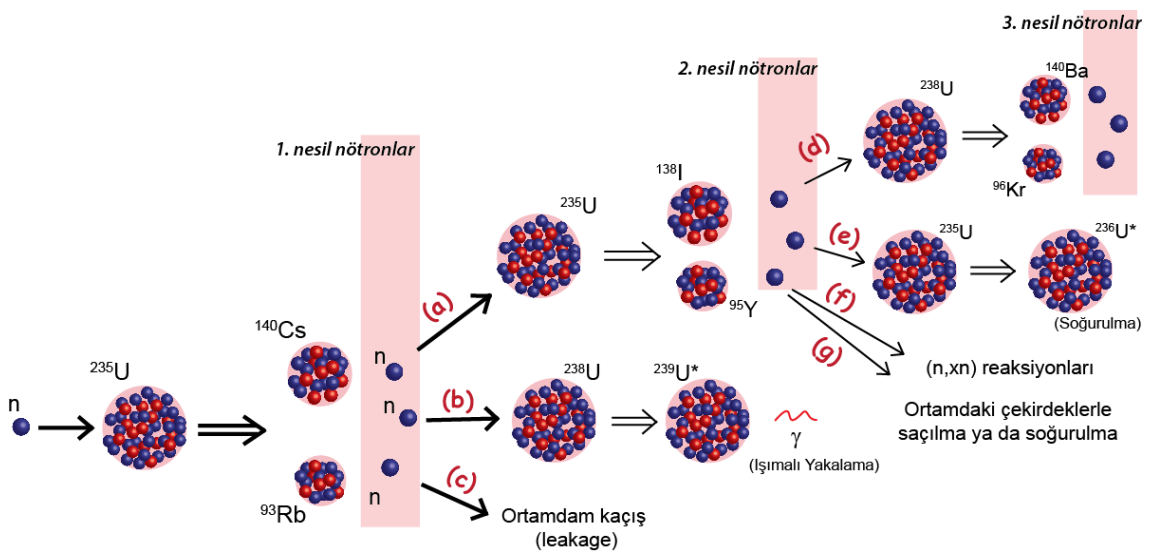 3. nesil nötronlar
2. nesil nötronlar
1. nesil nötronlar
n
²³⁵U
¹⁴⁰Cs
⁹³Rb
n
n
n
(a)
²³⁵U
¹³⁸I
⁹⁵Y
(b)
²³⁸U
²³⁹U*
γ
(Işımalı Yakalama)
(c)
Ortamdam kaçış
(leakage)
(d)
²³⁸U
¹⁴⁰Ba
⁹⁶Kr
(e)
²³⁵U
²³⁶U*
(Soğurulma)
(f)
(g)
(n,xn) reaksiyonları
Ortamdaki çekirdeklerle
saçılma ya da soğurulma